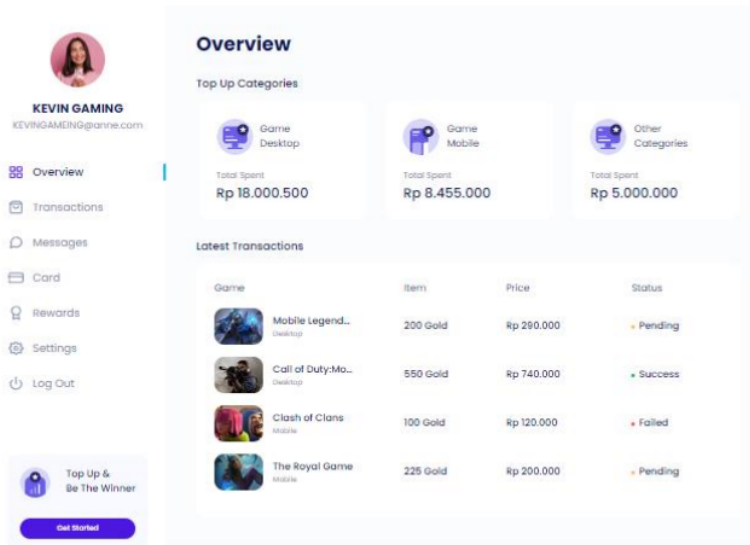 KEVIN GAMING
KEVINGAMEING@anne.com
Overview
Transactions
Messages
Card
Rewards
Settings
Log Out
Top Up &
Be The Winner
Get Started
Overview
Top Up Categories
Game
Desktop
Total Spent
Rp 18.000.500
Game
Mobile
Total Spent
Rp 8.455.000
Other
Categories
Total Spent
Rp 5.000.000
Latest Transactions
Game Item Price Status
Mobile Legend...
Desktop
200 Gold Rp 290.000 Pending
Call of Duty:Mo...
Desktop
550 Gold Rp 740.000 Success
Clash of Clans
Mobile
100 Gold Rp 120.000 Failed
The Royal Game
Mobile
225 Gold Rp 200.000 Pending